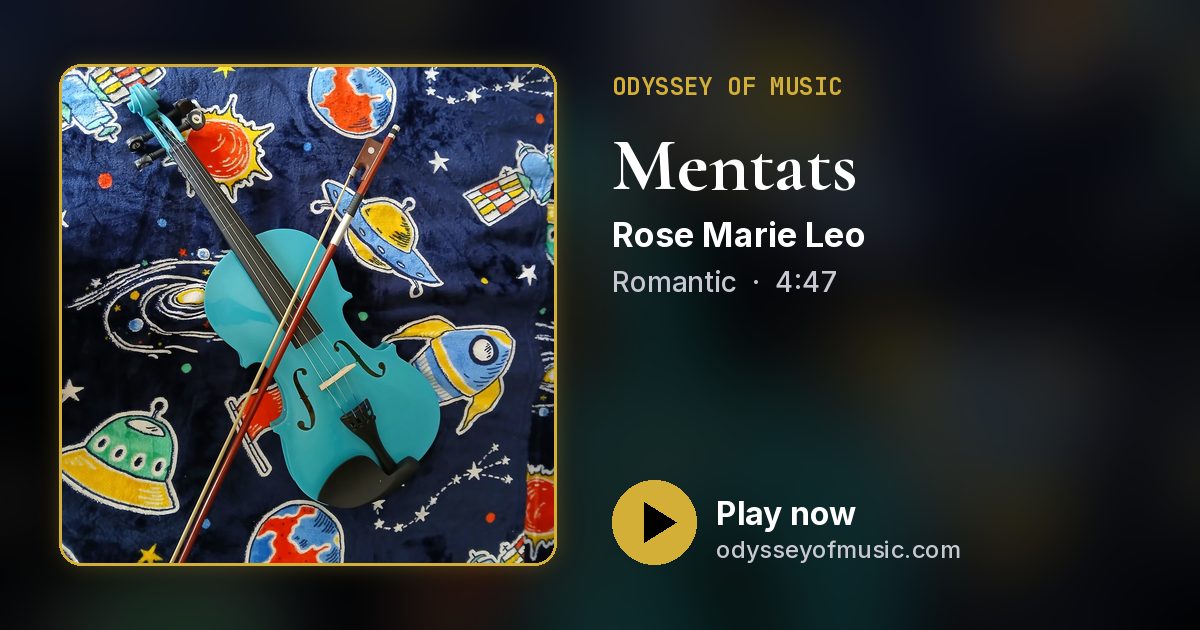 ODYSSEY OF MUSIC
Mentats
Rose Marie Leo
Romantic · 4:47
Play now
odysseyofmusic.com